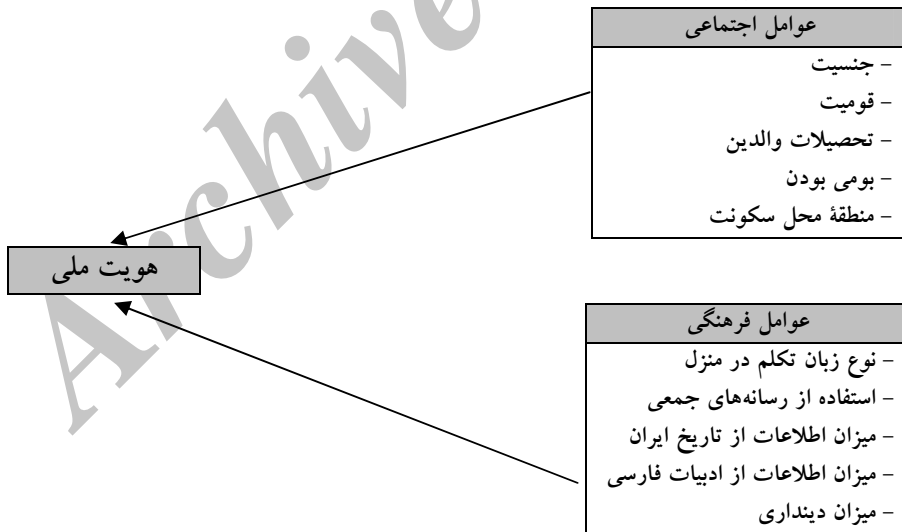 عوامل اجتماعی
- جنسیت
- قومیت
- تحصیلات والدین
- بومی بودن
- منطقهٔ محل سکونت
هویت ملی
عوامل فرهنگی
- نوع زبان تکلم در منزل
- استفاده از رسانه‌های جمعی
- میزان اطلاعات از تاریخ ایران
- میزان اطلاعات از ادبیات فارسی
- میزان دینداری
Archive